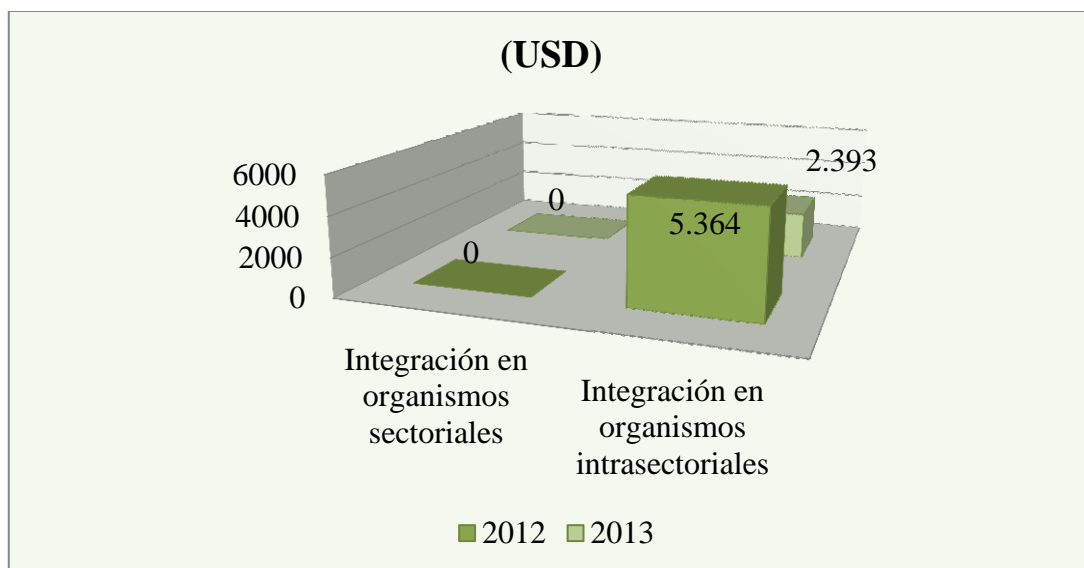 (USD)
6000
4000
2000
0
0
0
5.364
2.393
Integración en
organismos
sectoriales
Integración en
organismos
intrasectoriales
2012
2013